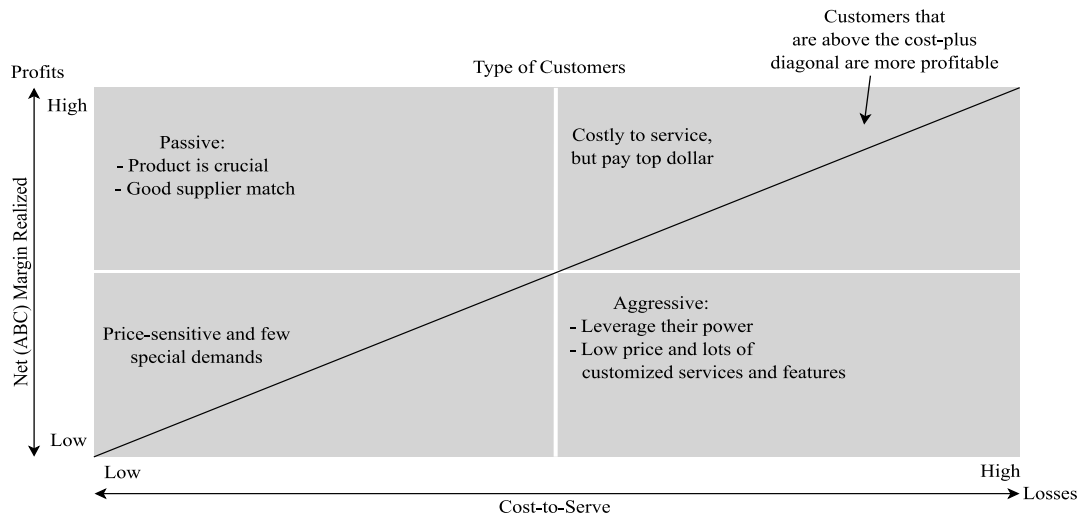 Customers that
are above the cost-plus
diagonal are more profitable
Profits
Type of Customers
High
Passive:
- Product is crucial
- Good supplier match
Costly to service,
but pay top dollar
Net (ABC) Margin Realized
Price-sensitive and few
special demands
Aggressive:
- Leverage their power
- Low price and lots of
customized services and features
Low
Low
High
Losses
Cost-to-Serve